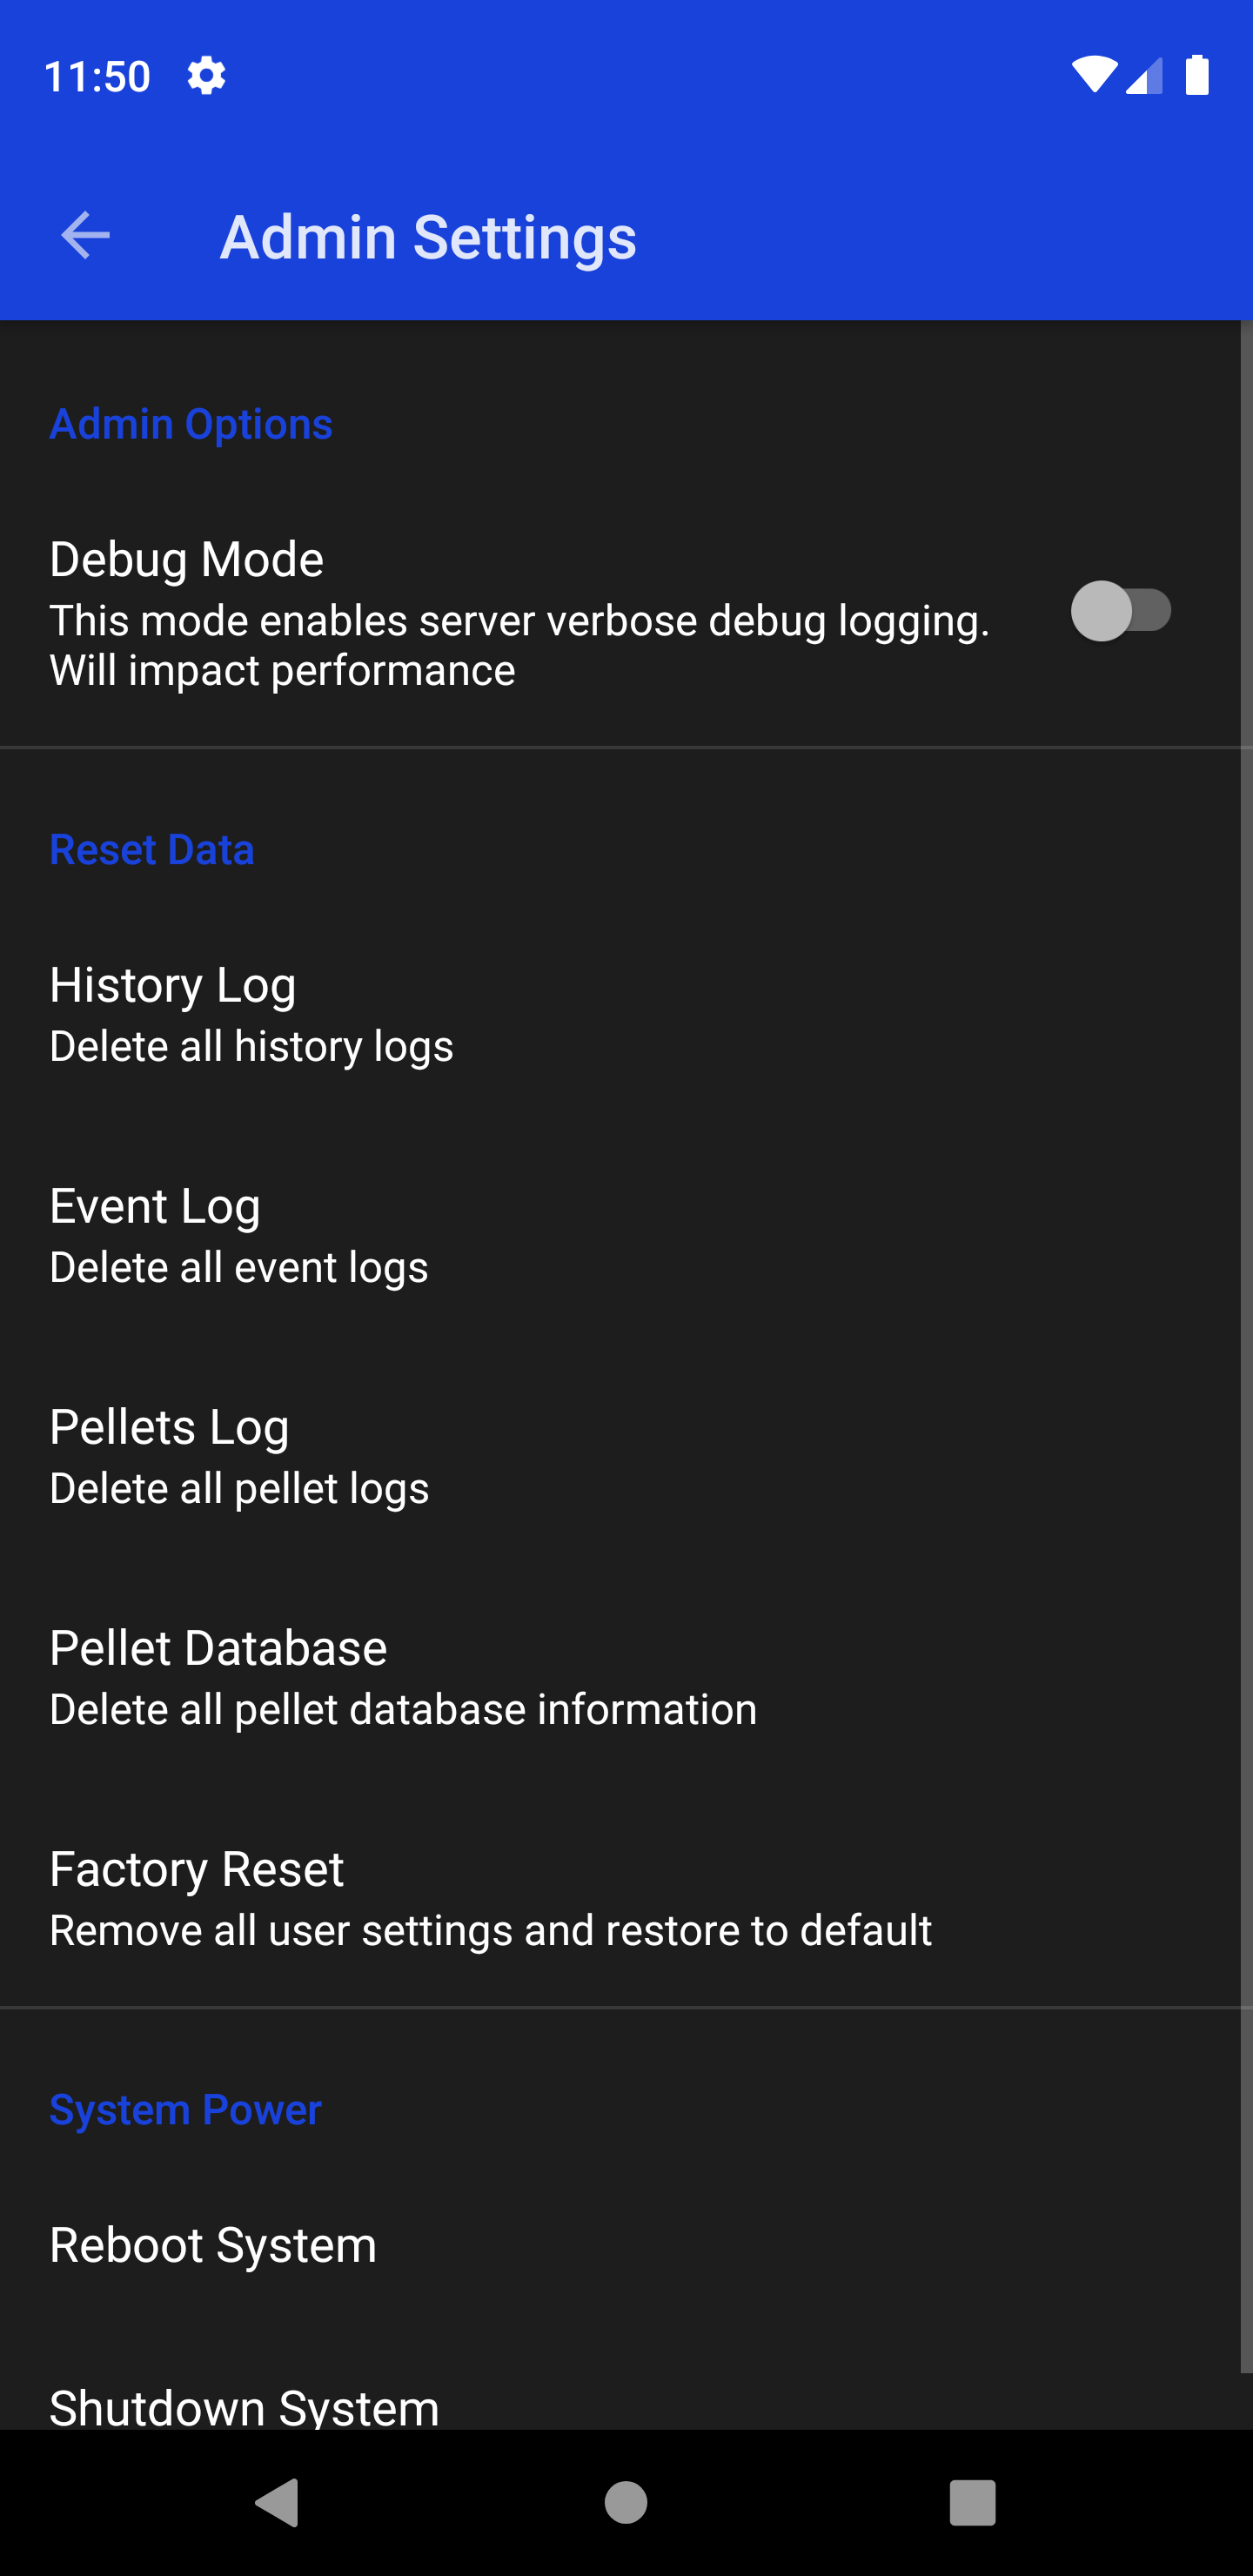 11:50
Admin Settings
Admin Options
Debug Mode
This mode enables server verbose debug logging.
Will impact performance
Reset Data
History Log
Delete all history logs
Event Log
Delete all event logs
Pellets Log
Delete all pellet logs
Pellet Database
Delete all pellet database information
Factory Reset
Remove all user settings and restore to default
System Power
Reboot System
Shutdown System